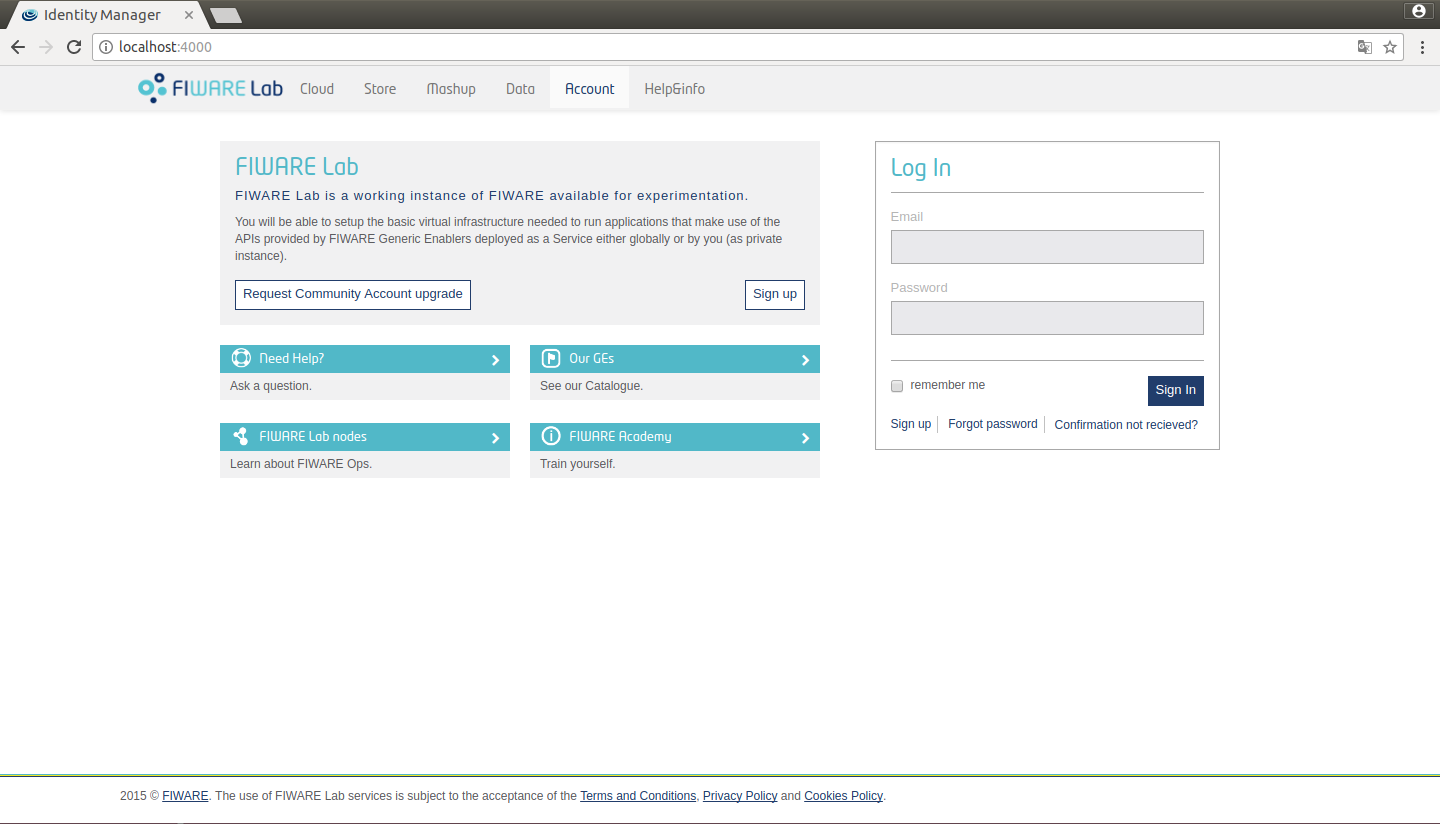 Identity Manager
localhost:4000
FIWARE Lab
Cloud
Store
Mashup
Data
Account
Help&info
FIWARE Lab
FIWARE Lab is a working instance of FIWARE available for experimentation.
You will be able to setup the basic virtual infrastructure needed to run applications that make use of the
APIs provided by FIWARE Generic Enablers deployed as a Service either globally or by you (as private
instance).
Request Community Account upgrade
Sign up
Need Help?
Ask a question.
Our GEs
See our Catalogue.
FIWARE Lab nodes
Learn about FIWARE Ops.
FIWARE Academy
Train yourself.
Log In
Email
Password
remember me
Sign In
Sign up
Forgot password
Confirmation not recieved?
2015 © FIWARE. The use of FIWARE Lab services is subject to the acceptance of the Terms and Conditions, Privacy Policy and Cookies Policy.